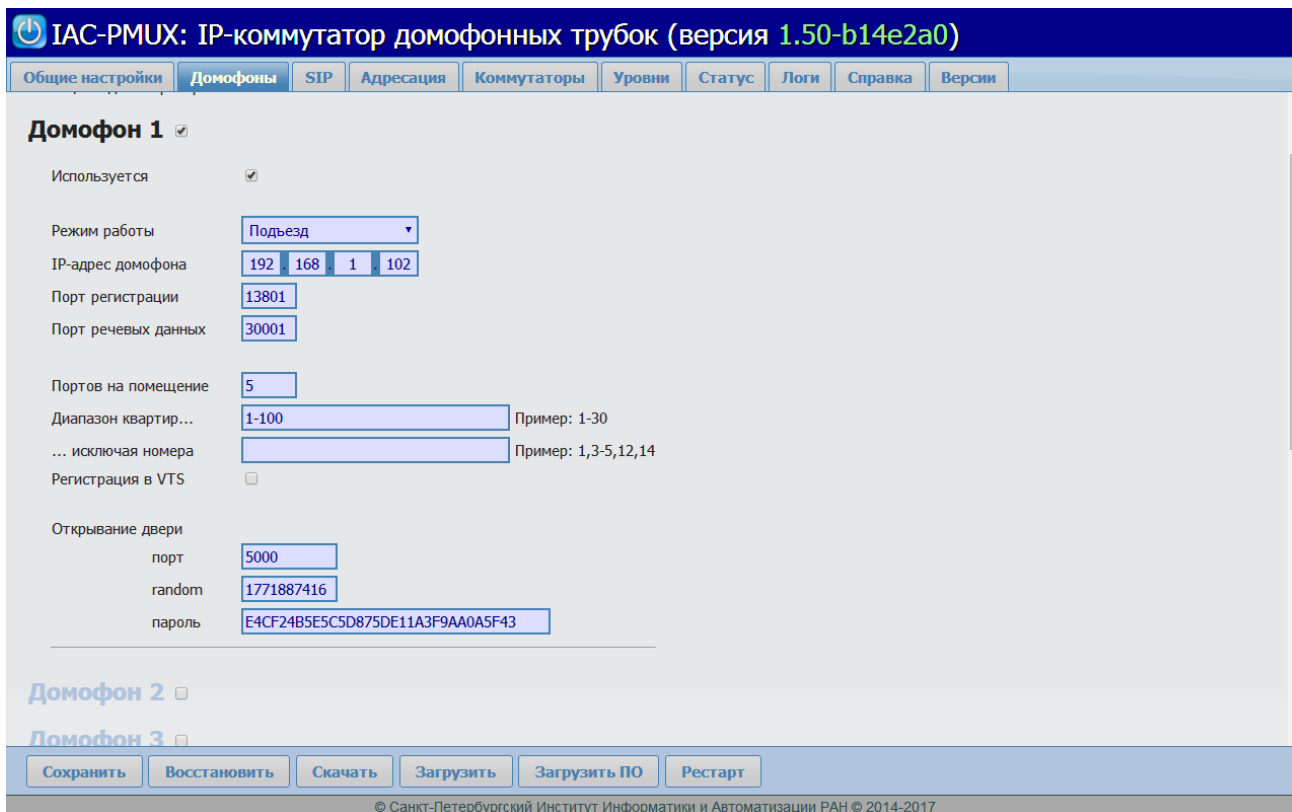 IAC-PMUX: IP-коммутатор домофонных трубок (версия 1.50-b14e2a0)
Общие настройки Домофоны SIP Адресация Коммутаторы Уровни Статус Логи Справка Версии
Домофон 1
Используется
Режим работы Подъезд
IP-адрес домофона 192 . 168 . 1 . 102
Порт регистрации 13801
Порт речевых данных 30001
Портов на помещение 5
Диапазон квартир... 1-100 Пример: 1-30
... исключая номера Пример: 1,3-5,12,14
Регистрация в VTS
Открывание двери
порт 5000
random 1771887416
пароль E4CF24B5E5C5D875DE11A3F9AA0A5F43
Домофон 2
Домофон 3
Сохранить Восстановить Скачать Загрузить Загрузить ПО Рестарт
© Санкт-Петербургский Институт Информатики и Автоматизации РАН © 2014-2017